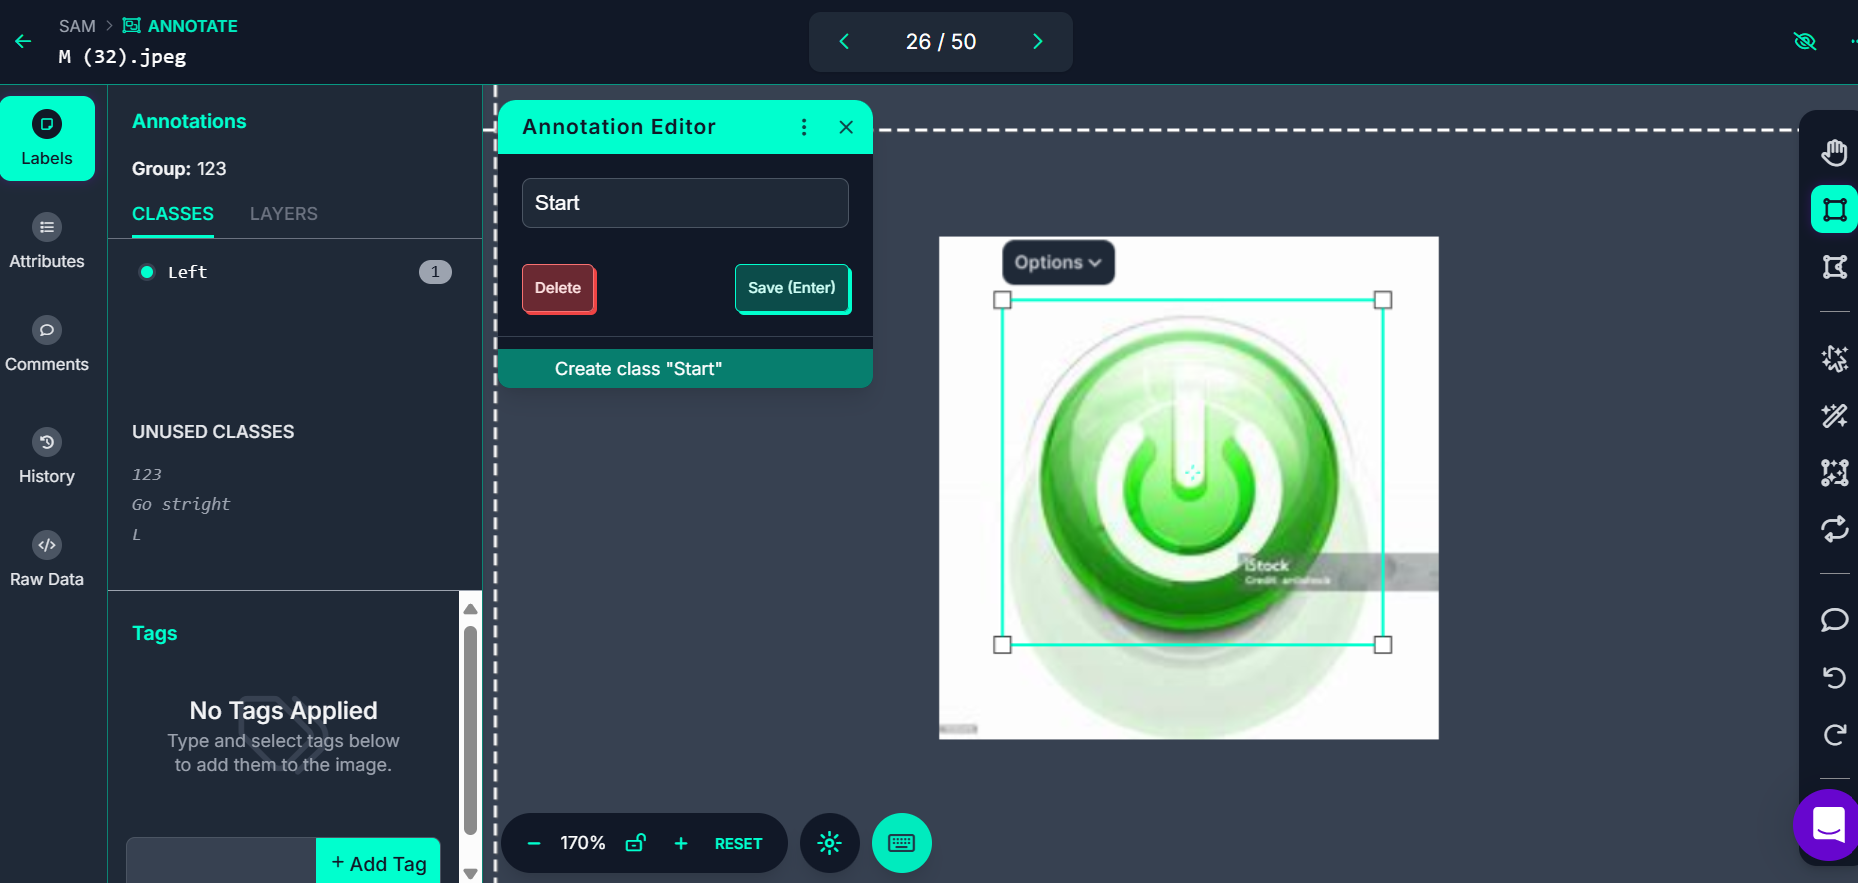 SAM > ANNOTATE
M (32).jpeg
26 / 50
Labels
Attributes
Comments
History
Raw Data
Annotations
Group: 123
CLASSES LAYERS
Left 1
UNUSED CLASSES
123
Go stright
L
Tags
No Tags Applied
Type and select tags below
to add them to the image.
+ Add Tag
Annotation Editor
Start
Delete Save (Enter)
Create class "Start"
Options
iStock
Credit:
170% RESET